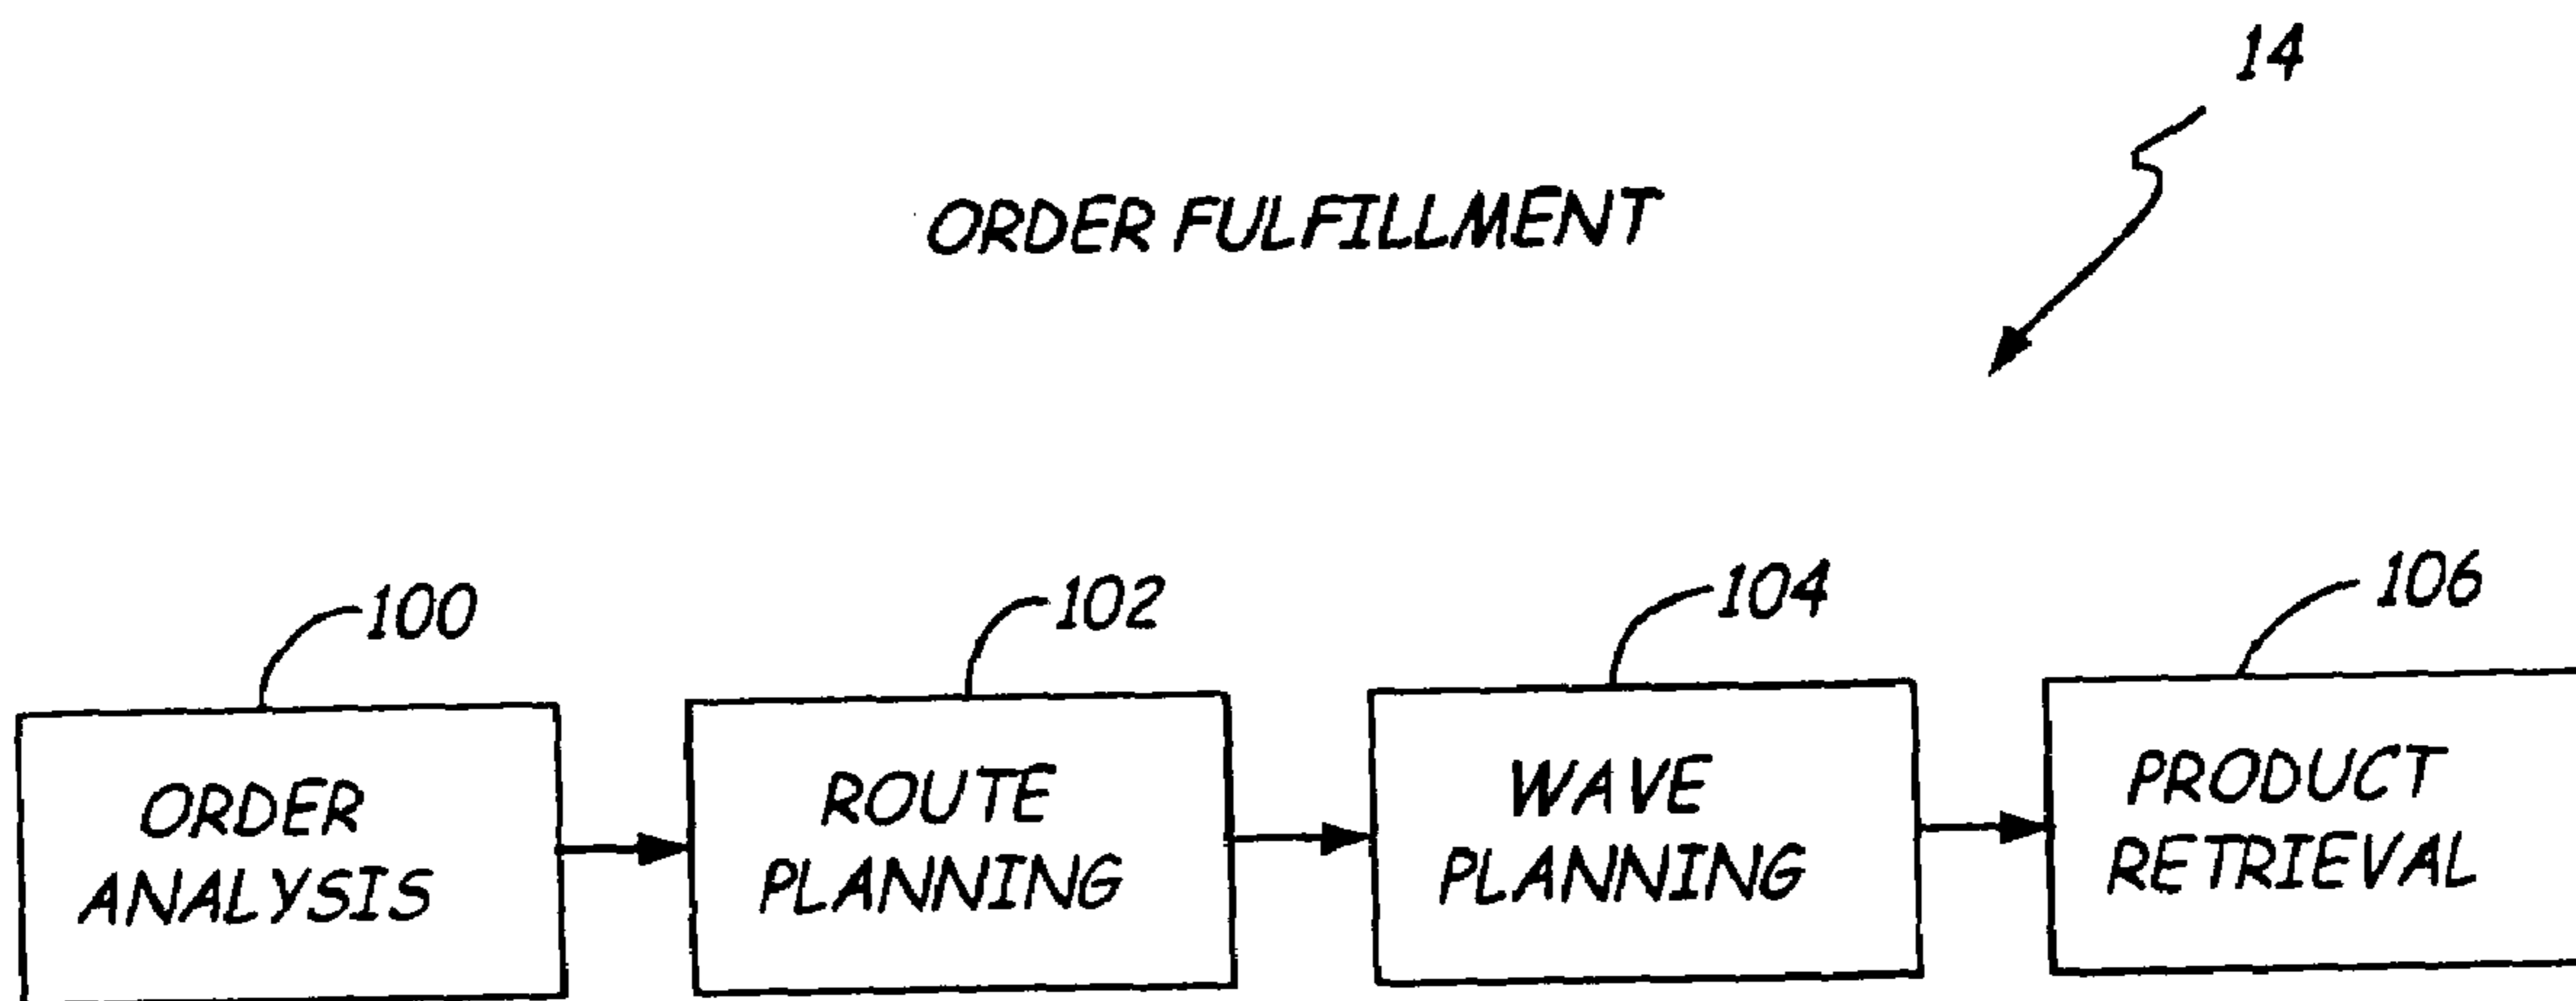 14
ORDER FULFILLMENT
100
102
104
106
ORDER
ANALYSIS
ROUTE
PLANNING
WAVE
PLANNING
PRODUCT
RETRIEVAL